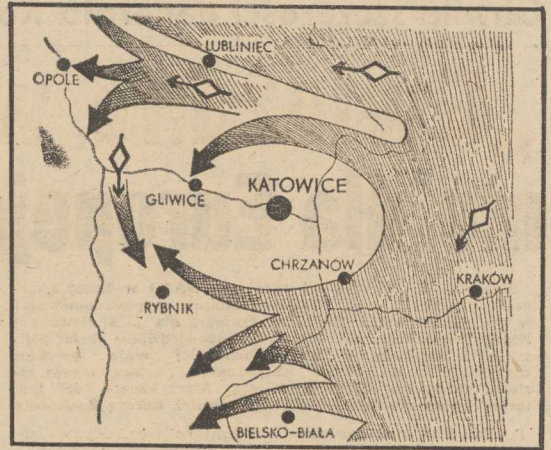 LUBLINIEC
OPOLE
GLIWICE
KATOWICE
CHRZANÓW
KRAKÓW
RYBNIK
BIELSKO-BIAŁA